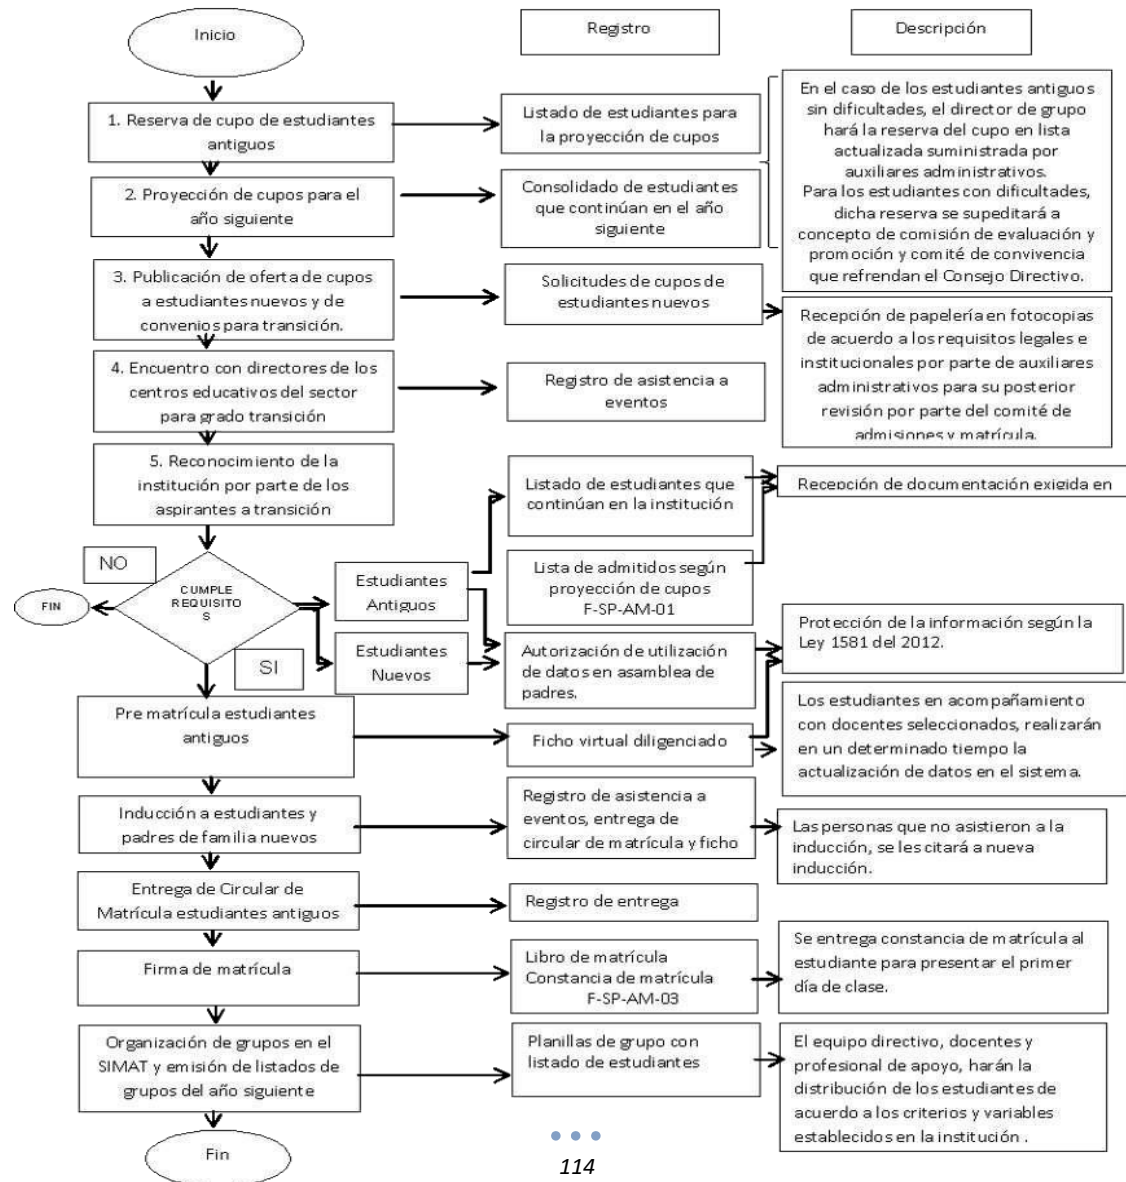 Inicio
Registro
Descripción
1. Reserva de cupo de estudiantes
antiguos
Listado de estudiantes para
la proyección de cupos
En el caso de los estudiantes antiguos
sin dificultades, el director de grupo
hará la reserva del cupo en lista
actualizada suministrada por
auxiliares administrativos.
Para los estudiantes con dificultades,
dicha reserva se supeditará a
concepto de comisión de evaluación y
promoción y comité de convivencia
que refrendan el Consejo Directivo.
2. Proyección de cupos para el
año siguiente
Consolidado de estudiantes
que continúan en el año
siguiente
3. Publicación de oferta de cupos
a estudiantes nuevos y de
convenios para transición.
Solicitudes de cupos de
estudiantes nuevos
Recepción de papelería en fotocopias
de acuerdo a los requisitos legales e
institucionales por parte de auxiliares
administrativos para su posterior
revisión por parte del comité de
admisiones y matrícula.
4. Encuentro con directores de los
centros educativos del sector
para grado transición
Registro de asistencia a
eventos
5. Reconocimiento de la
institución por parte de los
aspirantes a transición
Listado de estudiantes que
continúan en la institución
Recepción de documentación exigida en
NO
FIN
CUMPLE
REQUISITO
S
SI
Estudiantes
Antiguos
Estudiantes
Nuevos
Lista de admitidos según
proyección de cupos
F-SP-AM-01
Autorización de utilización
de datos en asamblea de
padres.
Protección de la información según la
Ley 1581 del 2012.
Pre matrícula estudiantes
antiguos
Ficho virtual diligenciado
Los estudiantes en acompañamiento
con docentes seleccionados, realizarán
en un determinado tiempo la
actualización de datos en el sistema.
Inducción a estudiantes y
padres de familia nuevos
Registro de asistencia a
eventos, entrega de
circular de matrícula y ficho
Las personas que no asistieron a la
inducción, se les citará a nueva
inducción.
Entrega de Circular de
Matrícula estudiantes antiguos
Registro de entrega
Firma de matrícula
Libro de matrícula
Constancia de matrícula
F-SP-AM-03
Se entrega constancia de matrícula al
estudiante para presentar el primer
día de clase.
Organización de grupos en el
SIMAT y emisión de listados de
grupos del año siguiente
Planillas de grupo con
listado de estudiantes
El equipo directivo, docentes y
profesional de apoyo, harán la
distribución de los estudiantes de
acuerdo a los criterios y variables
establecidos en la institución .
Fin
114